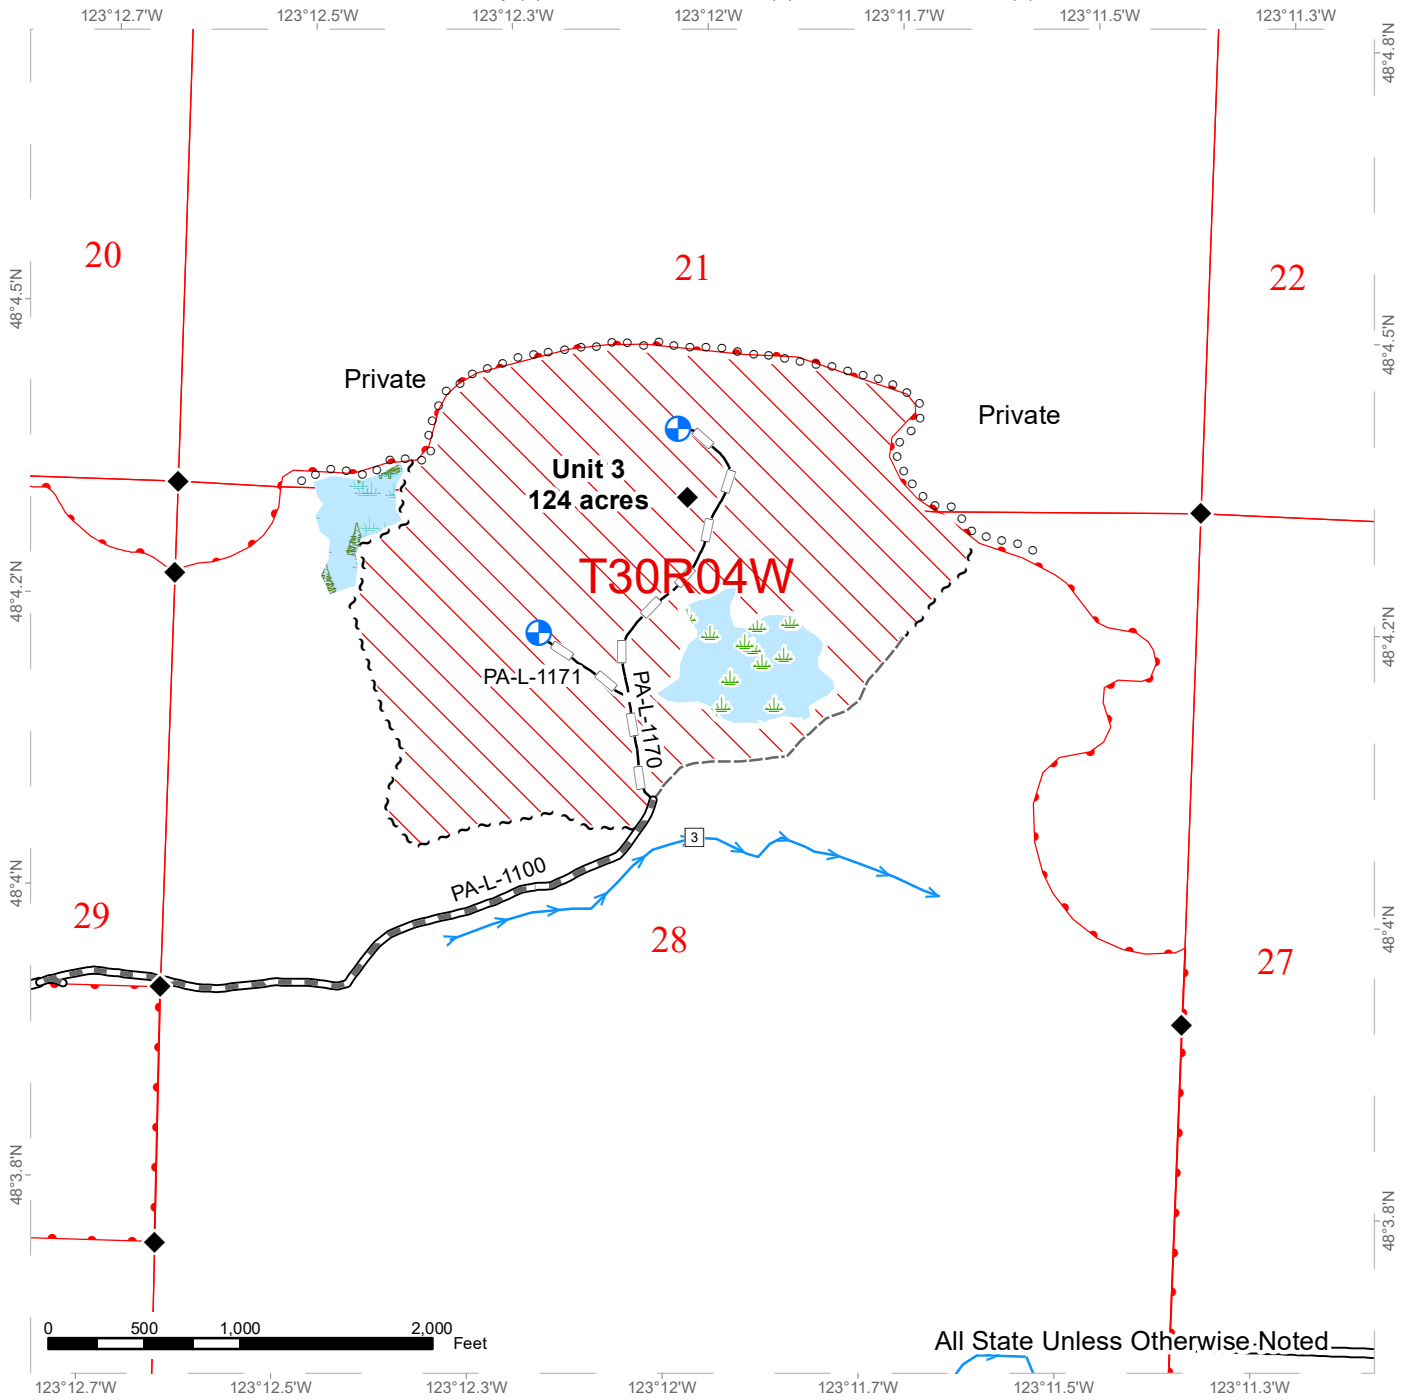 123°12.7'W 123°12.5'W 123°12.3'W 123°12'W 123°11.7'W 123°11.5'W 123°11.3'W
48°4.8'N
20
21
22
48°4.5'N
48°4.5'N
Private
Private
Unit 3
124 acres
T30R04W
48°4.2'N
48°4.2'N
PA-L-1171
PA-L-1170
3
PA-L-1100
48°4'N
48°4'N
29
28
27
48°3.8'N
48°3.8'N
0 500 1,000 2,000
Feet
All State Unless Otherwise Noted
123°12.7'W 123°12.5'W 123°12.3'W 123°12'W 123°11.7'W 123°11.5'W 123°11.3'W